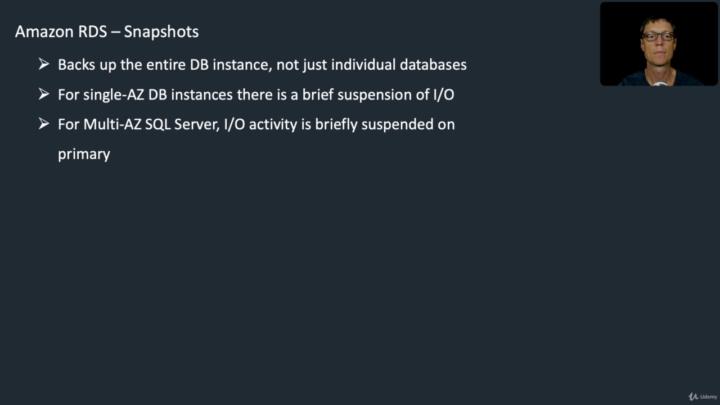 Amazon RDS – Snapshots
➢ Backs up the entire DB instance, not just individual databases
➢ For single-AZ DB instances there is a brief suspension of I/O
➢ For Multi-AZ SQL Server, I/O activity is briefly suspended on
primary
Udemy